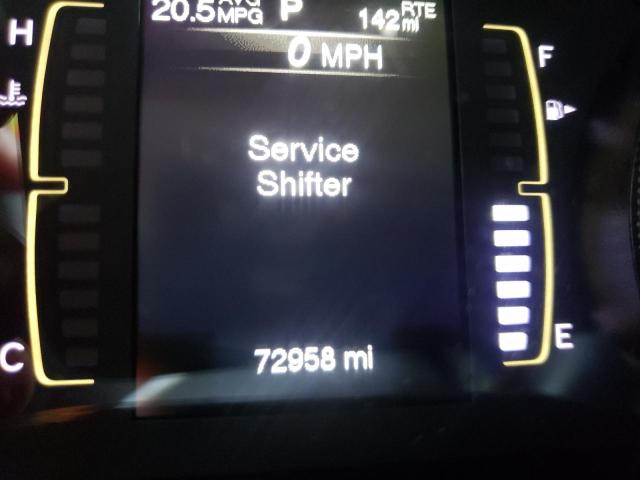 AVG RTE
20.5 MPG P 142 mi
H 0 MPH F
Service
Shifter
C 72958 mi E